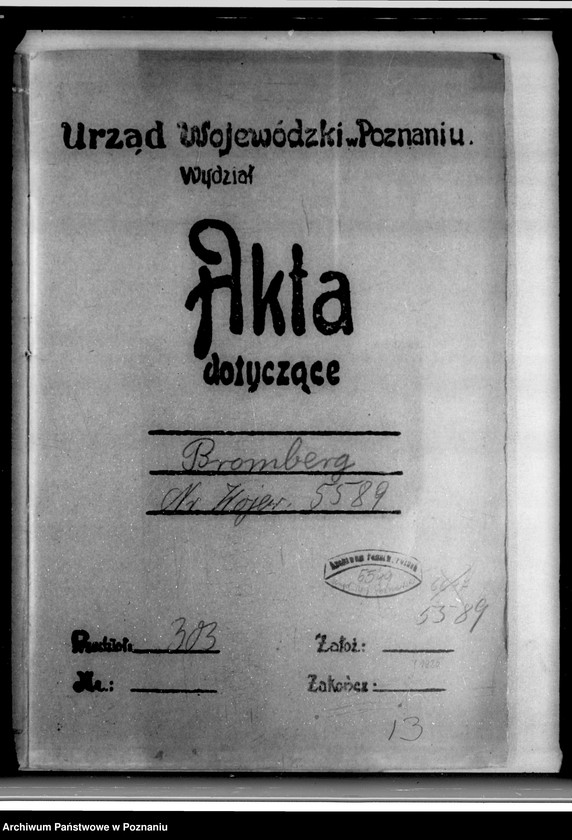 Urząd Wojewódzki w Poznaniu.
Wydział
Akta
dotyczące
Bromberg
Nr Wojew. 5589
5589
Przedział: 303
Założ:
Nr.:
Zakończ:
13
Archiwum Państwowe w Poznaniu